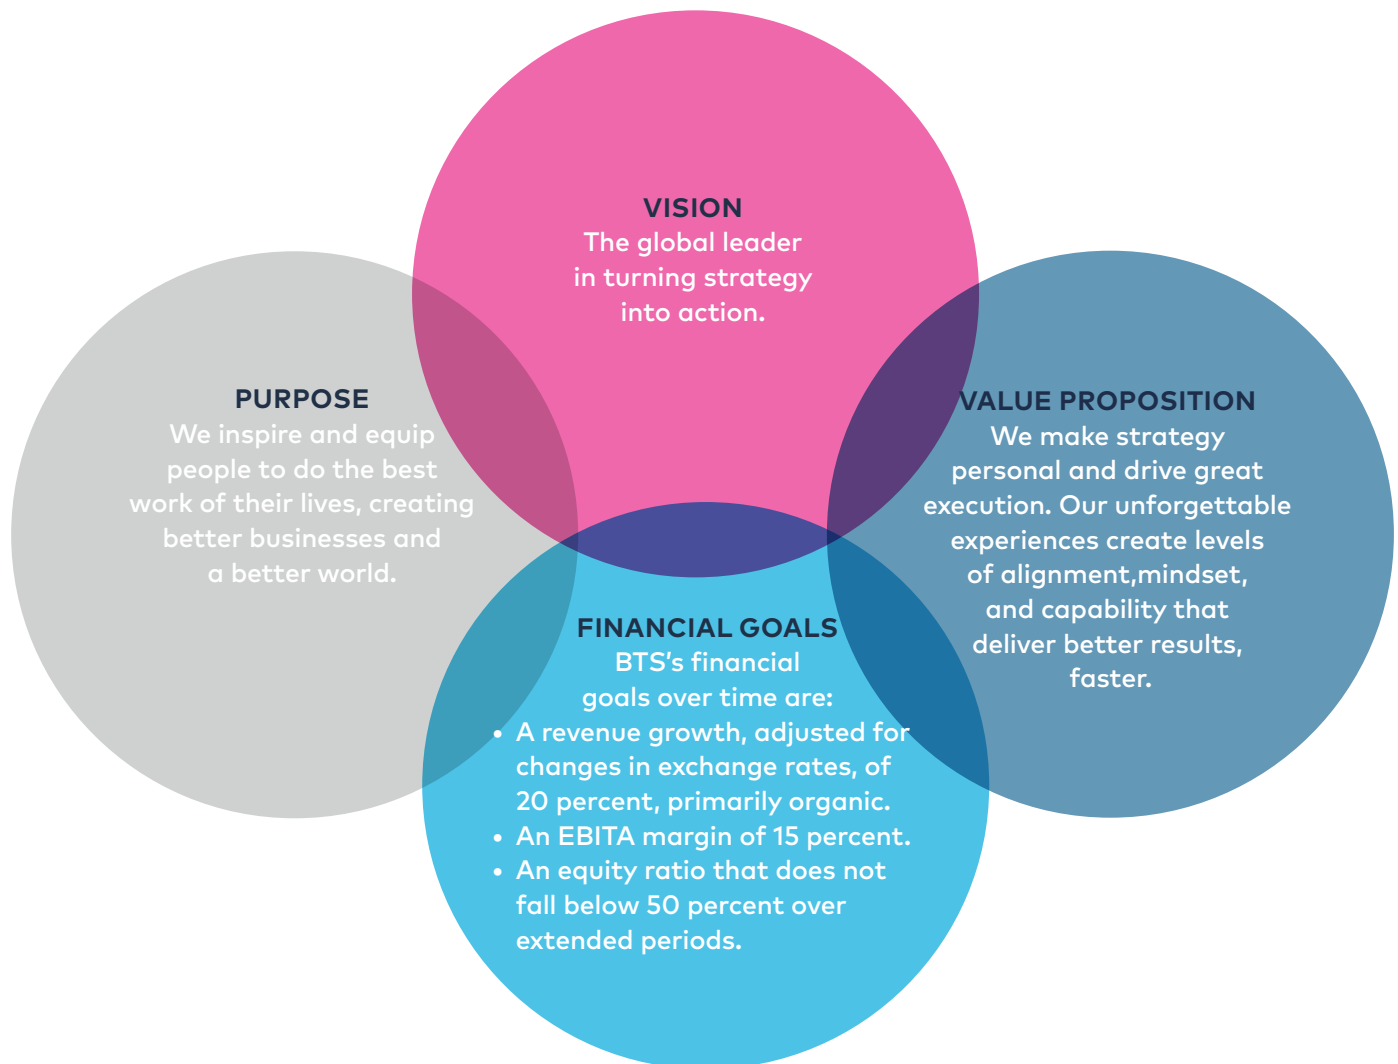 VISION
The global leader
in turning strategy
into action.
PURPOSE
We inspire and equip
people to do the best
work of their lives, creating
better businesses and
a better world.
VALUE PROPOSITION
We make strategy
personal and drive great
execution. Our unforgettable
experiences create levels
of alignment,mindset,
and capability that
deliver better results,
faster.
FINANCIAL GOALS
BTS's financial
goals over time are:
• A revenue growth, adjusted for
changes in exchange rates, of
20 percent, primarily organic.
• An EBITA margin of 15 percent.
• An equity ratio that does not
fall below 50 percent over
extended periods.